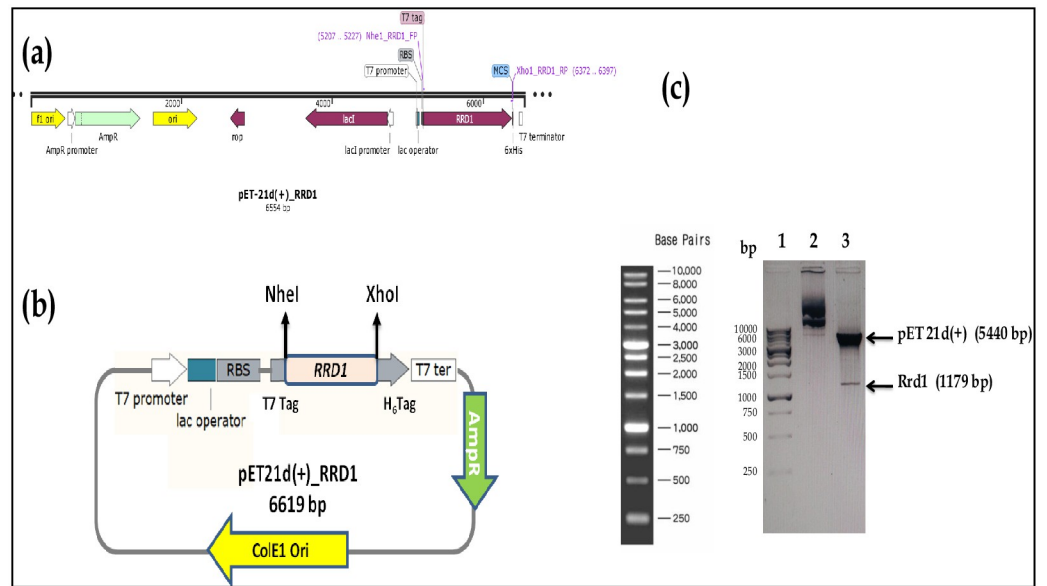 (a)
T7 tag
(5207 .. 5227) Nhe1_RRD1_FP
RBS
T7 promoter
MCS
Xho1_RRD1_RP (6372 .. 6397)
2000
4000
6000
f1 ori
AmpR
ori
rop
lacI
RRD1
T7 terminator
AmpR promoter
lacI promoter
lac operator
6xHis
pET-21d(+)_RRD1
6554 bp
(b)
NheI
XhoI
RBS
RRD1
T7 ter
T7 promoter
lac operator
T7 Tag
H6Tag
AmpR
pET21d(+)_RRD1
6619 bp
ColE1 Ori
(c)
Base Pairs
10,000
8,000
6,000
5,000
4,000
3,000
2,500
2,000
1,500
1,000
750
500
250
bp 1 2 3
10000
6000
3000
2000
1500
1000
750
500
250
pET 21d(+) (5440 bp)
Rrd1 (1179 bp)